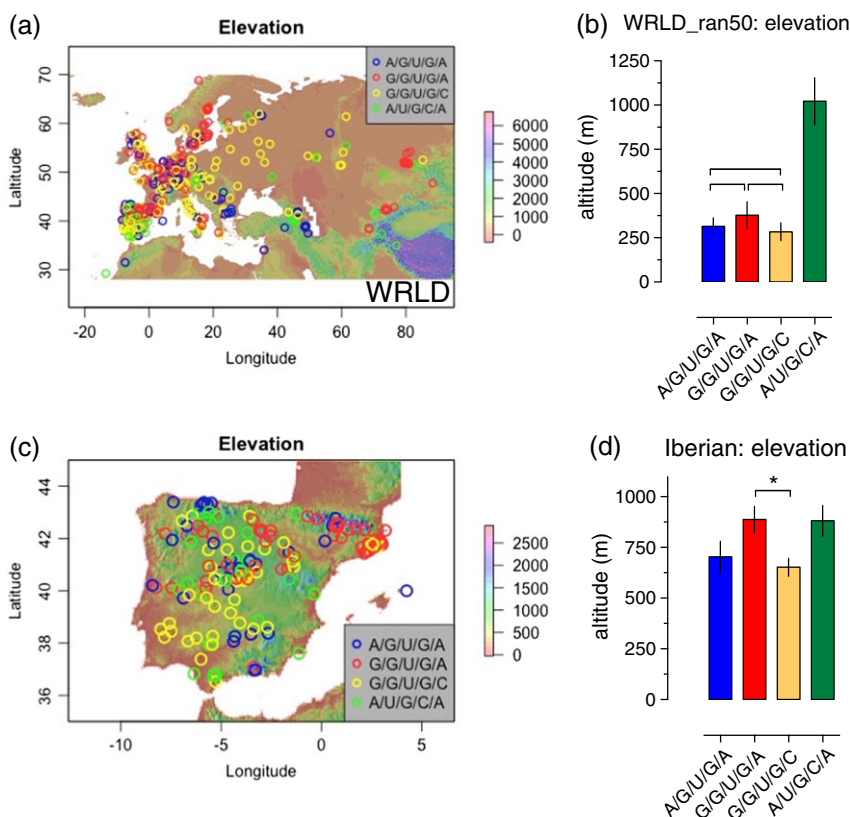 (a)
Elevation
A/G/U/G/A
G/G/U/G/A
G/G/U/G/C
A/U/G/C/A
70
60
50
40
30
Laltitude
-20 0 20 40 60 80
Longitude
WRLD
6000
5000
4000
3000
2000
1000
0
(b) WRLD_ran50: elevation
1250
1000
750
500
250
0
altitude (m)
A/G/U/G/A
G/G/U/G/A
G/G/U/G/C
A/U/G/C/A
(c)
Elevation
44
42
40
38
36
Latitude
A/G/U/G/A
G/G/U/G/A
G/G/U/G/C
A/U/G/C/A
-10 -5 0 5
Longitude
2500
2000
1500
1000
500
0
(d) Iberian: elevation
*
1000
750
500
250
0
altitude (m)
A/G/U/G/A
G/G/U/G/A
G/G/U/G/C
A/U/G/C/A